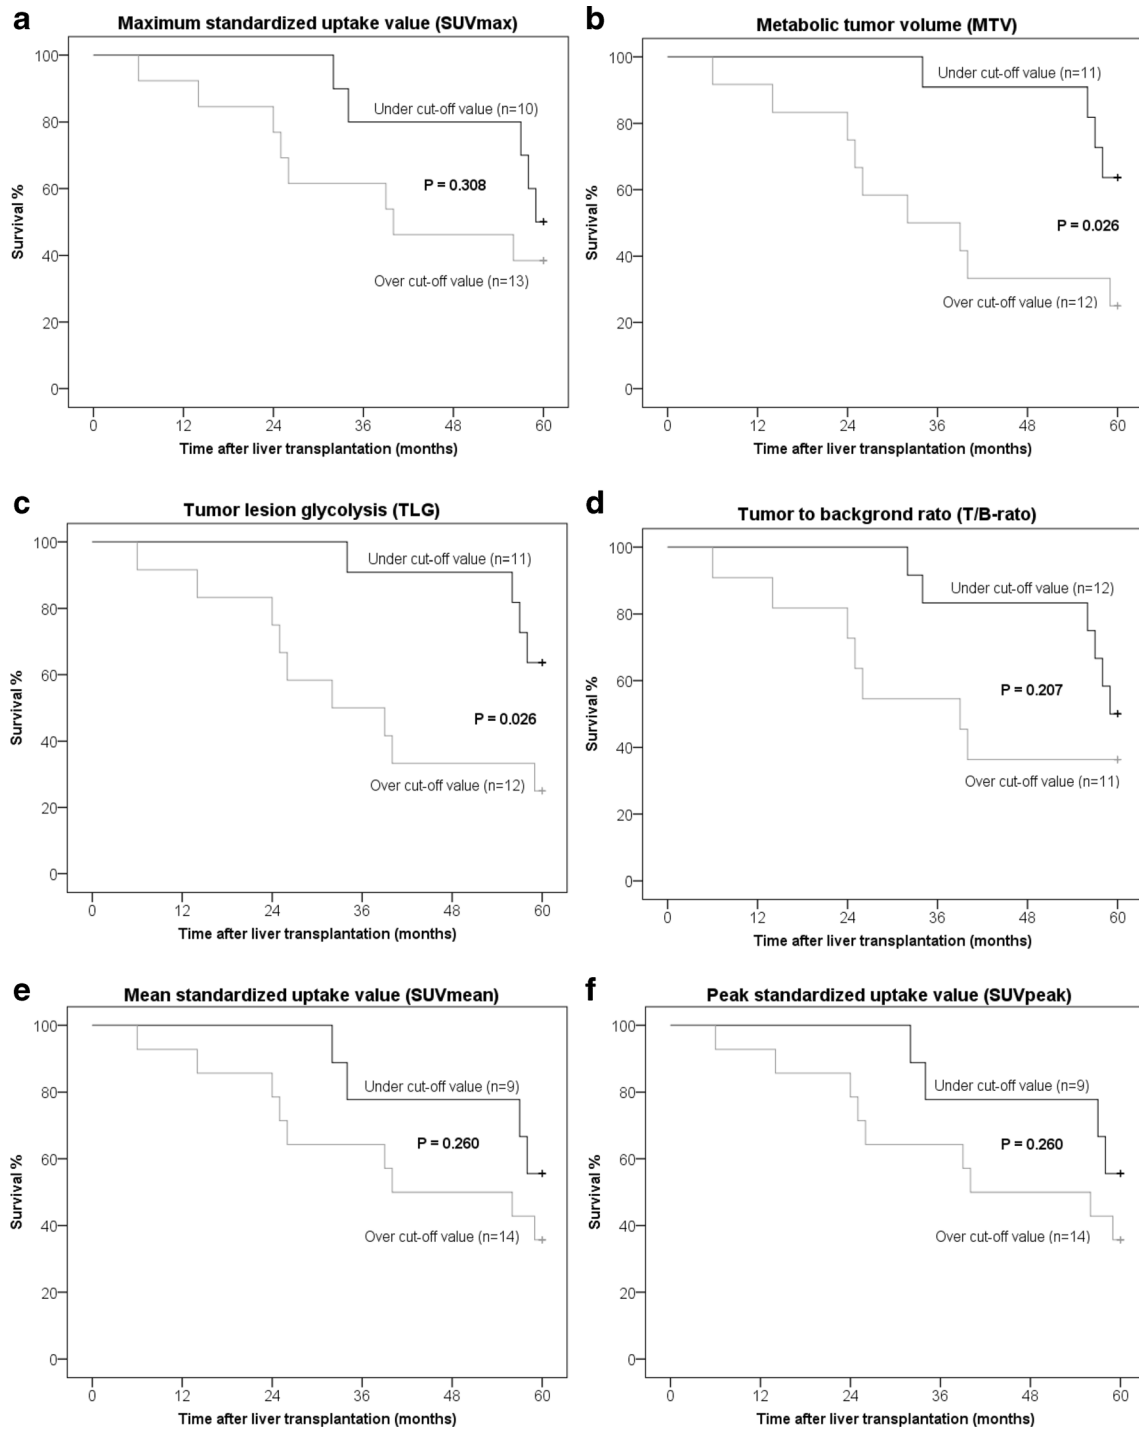 a
Maximum standardized uptake value (SUVmax)
100
80
60
40
20
0
Survival %
Under cut-off value (n=10)
P = 0.308
Over cut-off value (n=13)
0 12 24 36 48 60
Time after liver transplantation (months)
b
Metabolic tumor volume (MTV)
100
80
60
40
20
0
Survival %
Under cut-off value (n=11)
P = 0.026
Over cut-off value (n=12)
0 12 24 36 48 60
Time after liver transplantation (months)
c
Tumor lesion glycolysis (TLG)
100
80
60
40
20
0
Survival %
Under cut-off value (n=11)
P = 0.026
Over cut-off value (n=12)
0 12 24 36 48 60
Time after liver transplantation (months)
d
Tumor to backgrond rato (T/B-rato)
100
80
60
40
20
0
Survival %
Under cut-off value (n=12)
P = 0.207
Over cut-off value (n=11)
0 12 24 36 48 60
Time after liver transplantation (months)
e
Mean standardized uptake value (SUVmean)
100
80
60
40
20
0
Survival %
Under cut-off value (n=9)
P = 0.260
Over cut-off value (n=14)
0 12 24 36 48 60
Time after liver transplantation (months)
f
Peak standardized uptake value (SUVpeak)
100
80
60
40
20
0
Survival %
Under cut-off value (n=9)
P = 0.260
Over cut-off value (n=14)
0 12 24 36 48 60
Time after liver transplantation (months)